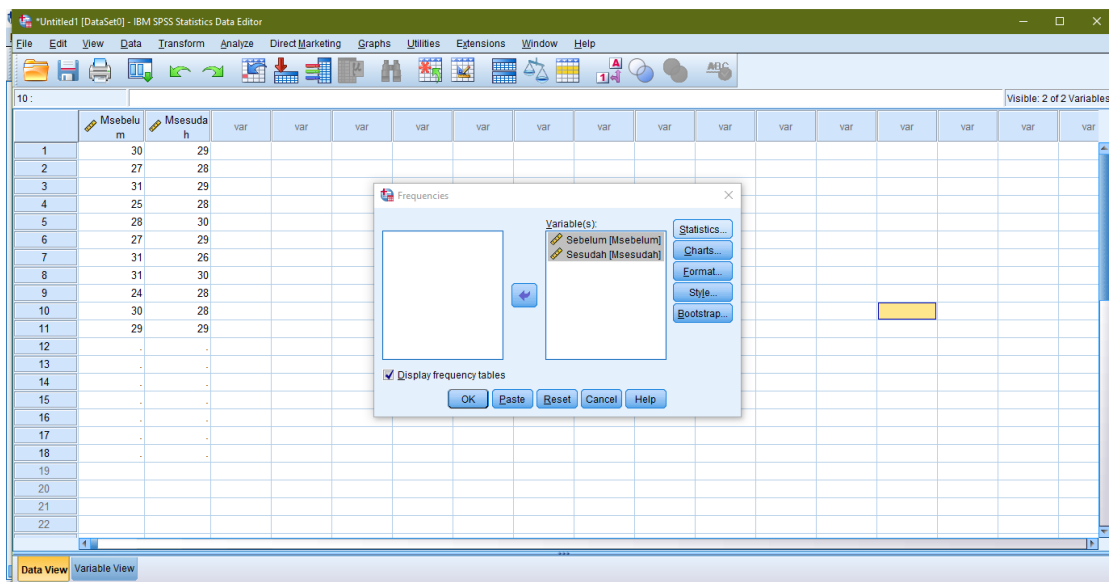 *Untitled1 [DataSet0] - IBM SPSS Statistics Data Editor
File Edit View Data Transform Analyze Direct Marketing Graphs Utilities Extensions Window Help
10 :
Visible: 2 of 2 Variables
Msebelum Msesudah var var var var var var var var var var var var var var var
1 30 29
2 27 28
3 31 29
4 25 28
5 28 30
6 27 29
7 31 26
8 31 30
9 24 28
10 30 28
11 29 29
12 . .
13 . .
14 . .
15 . .
16 . .
17 . .
18 . .
19
20
21
22
Frequencies
Variable(s):
Sebelum [Msebelum]
Sesudah [Msesudah]
Statistics...
Charts...
Format...
Style...
Bootstrap...
Display frequency tables
OK Paste Reset Cancel Help
Data View Variable View